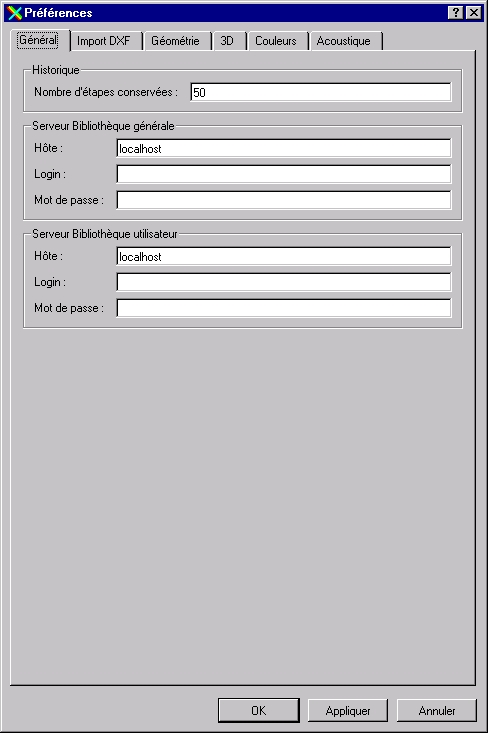 Préférences
Général Import DXF Géométrie 3D Couleurs Acoustique
Historique
Nombre d'étapes conservées : 50
Serveur Bibliothèque générale
Hôte : localhost
Login :
Mot de passe :
Serveur Bibliothèque utilisateur
Hôte : localhost
Login :
Mot de passe :
OK Appliquer Annuler